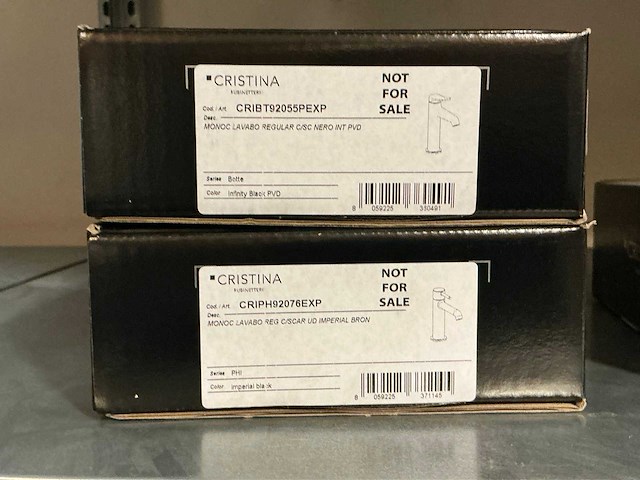 CRISTINA
RUBINETTERIE
NOT
FOR
SALE
Cod. / Art. CRIBT92055PEXP
Desc.
MONOC LAVABO REGULAR C/SC NERO INT PVD
Series Botte
Color Infinity Black PVD
8 059225 350491
CRISTINA
RUBINETTERIE
NOT
FOR
SALE
Cod. / Art. CRIPH92076EXP
Desc.
MONOC LAVABO REG C/SCAR UD IMPERIAL BRON
Series PHI
Color imperial black
8 059225 371145